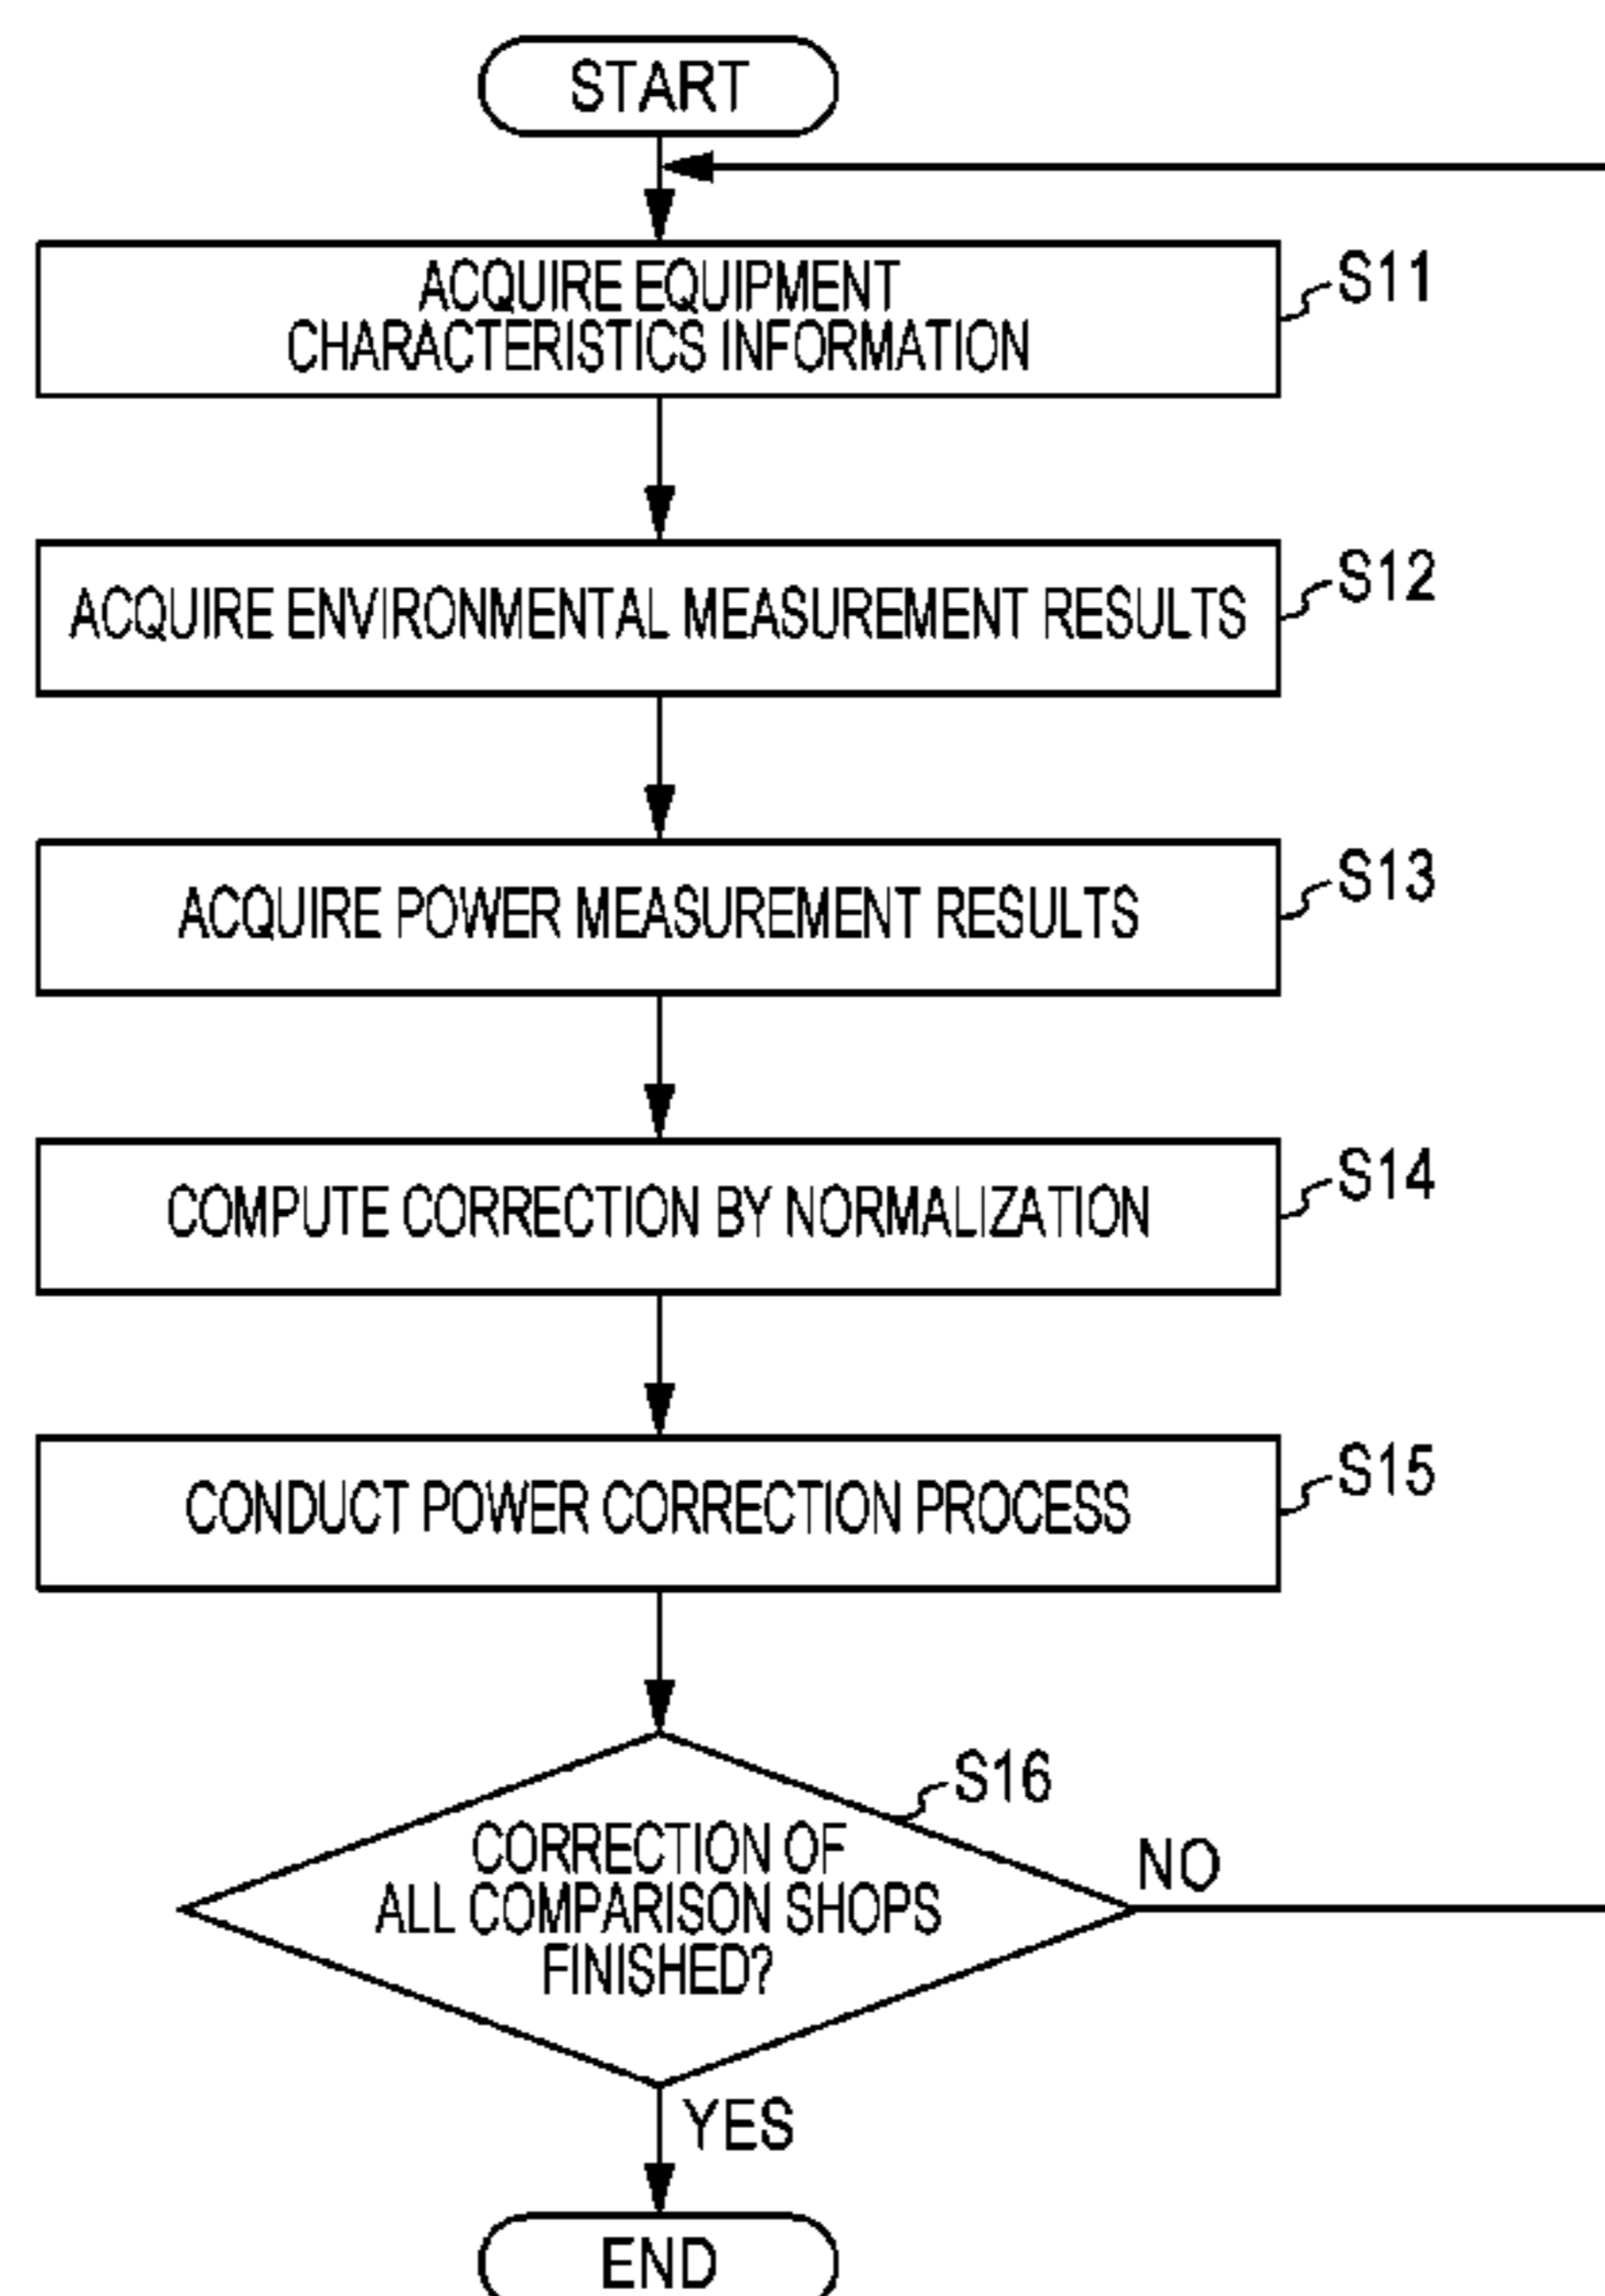 START
ACQUIRE EQUIPMENT
CHARACTERISTICS INFORMATION
S11
ACQUIRE ENVIRONMENTAL MEASUREMENT RESULTS
S12
ACQUIRE POWER MEASUREMENT RESULTS
S13
COMPUTE CORRECTION BY NORMALIZATION
S14
CONDUCT POWER CORRECTION PROCESS
S15
S16
CORRECTION OF
ALL COMPARISON SHOPS
FINISHED?
NO
YES
END